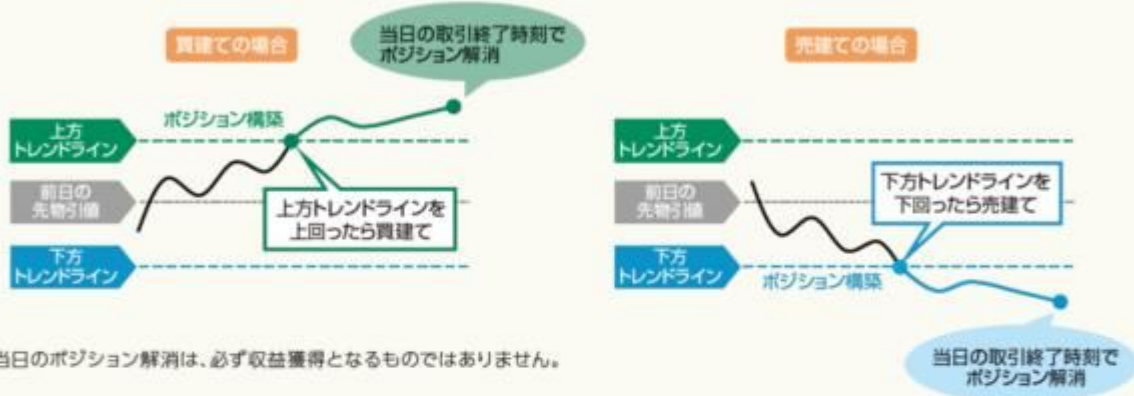 買建ての場合
当日の取引終了時刻で
ポジション解消
ポジション構築
上方
トレンドライン
前日の
先物引値
上方トレンドラインを
上回ったら買建て
下方
トレンドライン
売建ての場合
上方
トレンドライン
前日の
先物引値
下方トレンドラインを
下回ったら売建て
下方
トレンドライン
ポジション構築
当日の取引終了時刻で
ポジション解消
当日のポジション解消は、必ず収益獲得となるものではありません。